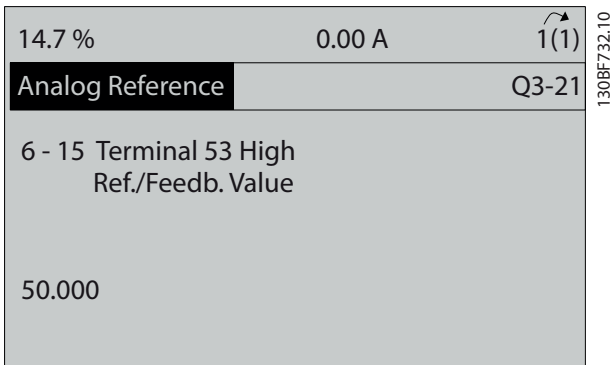 14.7 % 0.00 A 1(1)
Analog Reference Q3-21
6 - 15 Terminal 53 High
Ref./Feedb. Value
50.000
130BF732.10